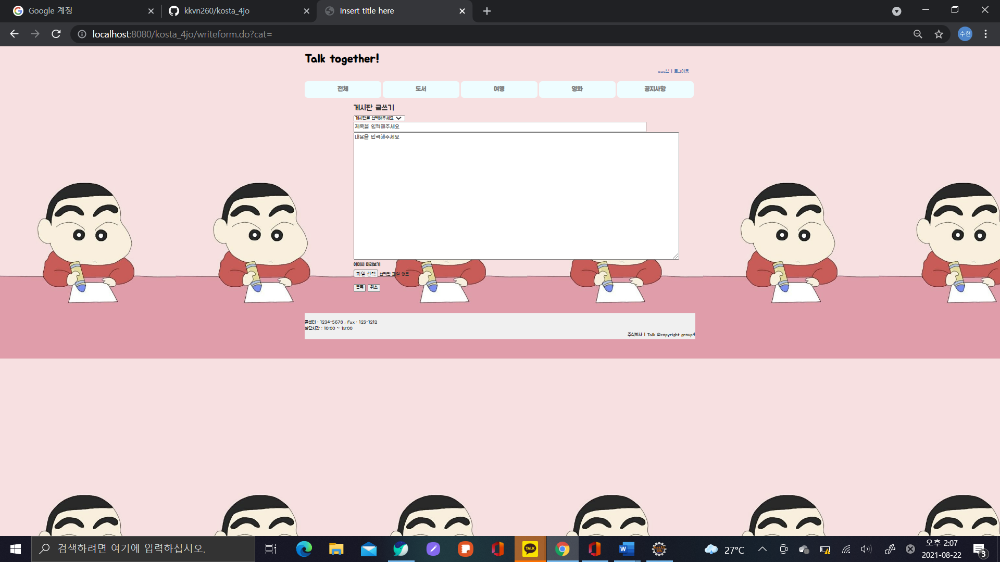 Google 계정
kkvn260/kosta_4jo
Insert title here
localhost:8080/kosta_4jo/writeform.do?cat=
수현
Talk together!
aaa님 | 로그아웃
전체 도서 여행 영화 공지사항
게시판 글쓰기
게시판을 선택해주세요
제목을 입력해주세요
내용을 입력해주세요
이미지 미리보기
파일 선택 선택된 파일 없음
등록 취소
콜센터 : 1234-5678 , Fax : 123-1212
상담시간 : 10:00 ~ 18:00
주식회사 | Talk @copyright group4
검색하려면 여기에 입력하십시오.
TALK
W
27°C
오후 2:07
2021-08-22
3